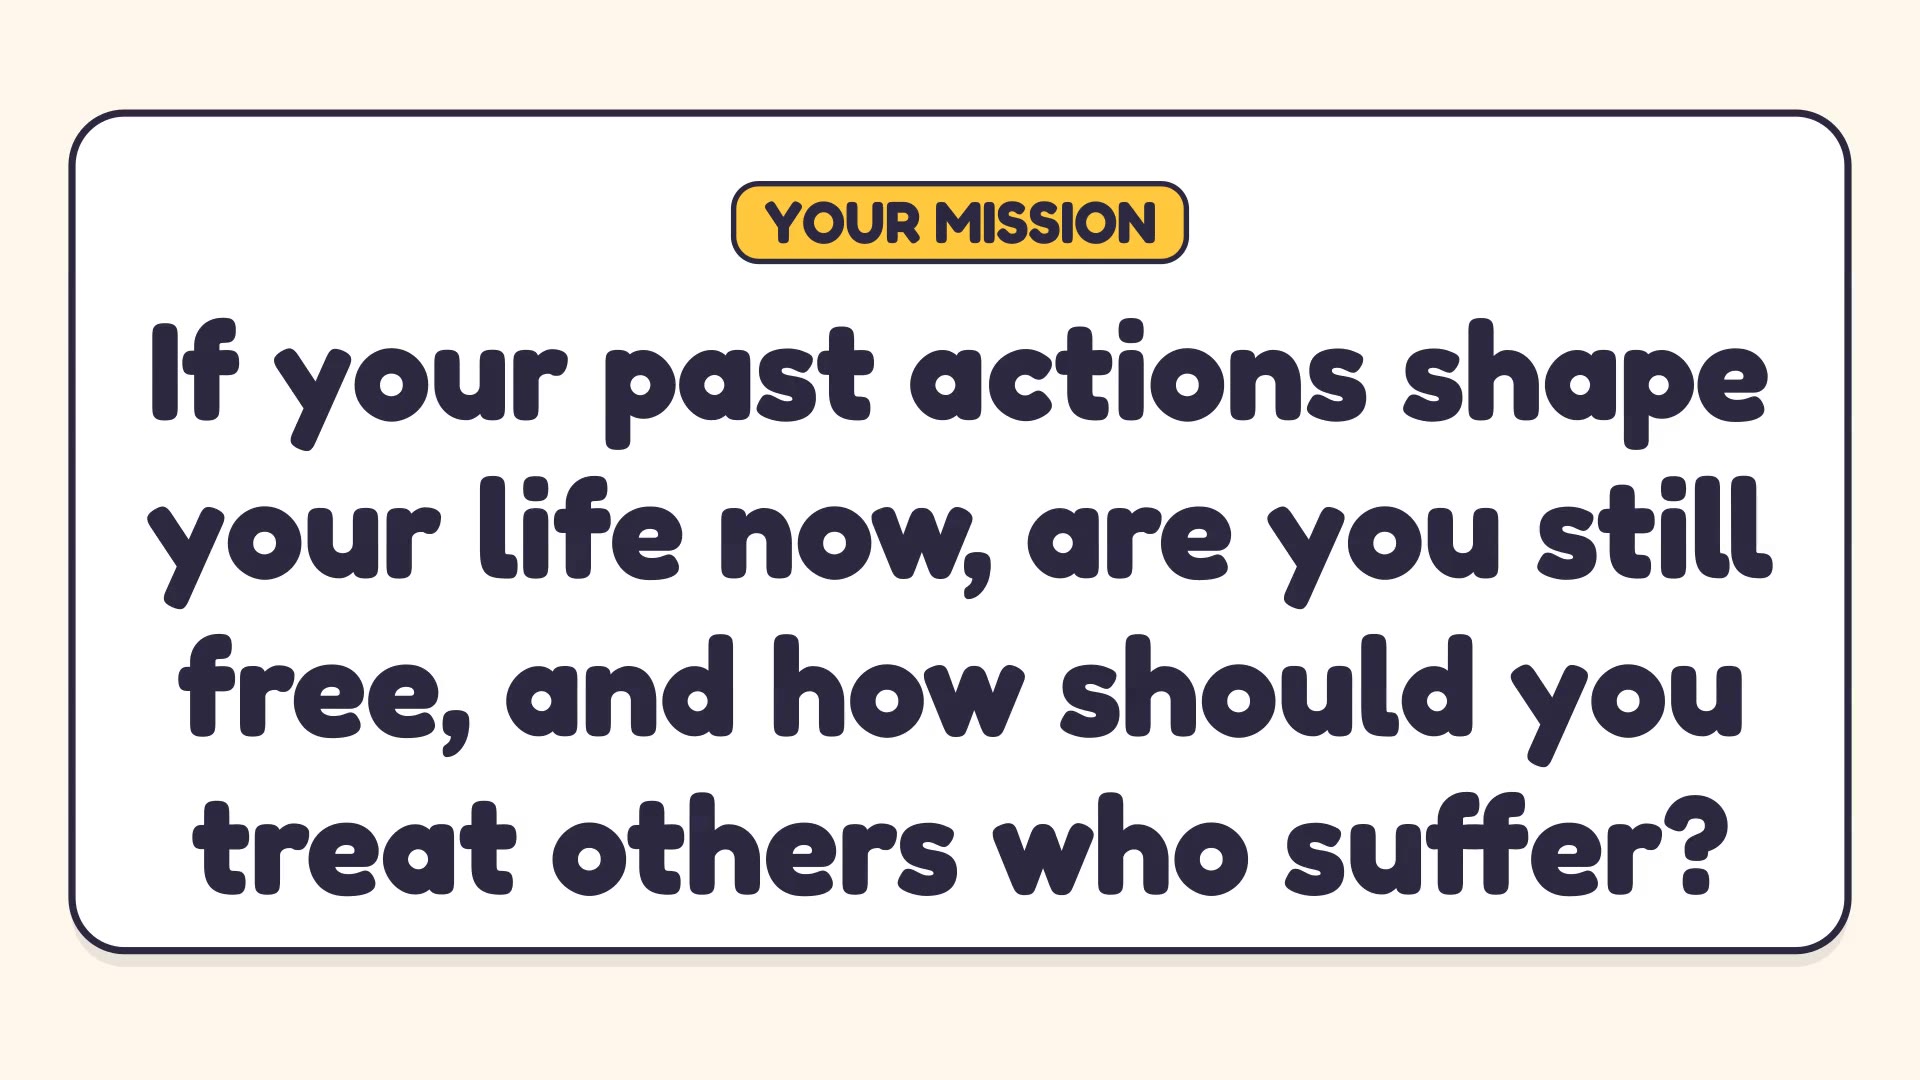 YOUR MISSION
If your past actions shape
your life now, are you still
free, and how should you
treat others who suffer?